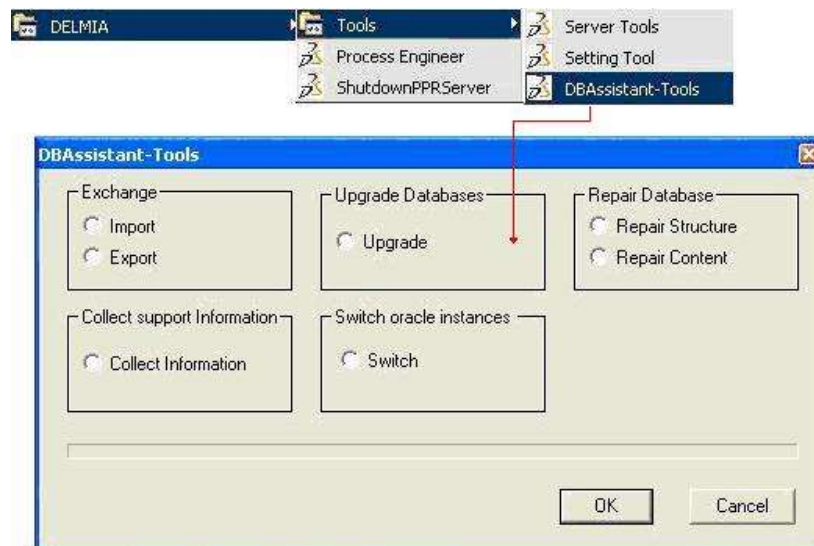 DELMIA
Tools
Server Tools
Process Engineer
Setting Tool
ShutdownPPRServer
DBAssistant-Tools
DBAssistant-Tools
Exchange
Import
Export
Upgrade Databases
Upgrade
Repair Database
Repair Structure
Repair Content
Collect support Information
Collect Information
Switch oracle instances
Switch
OK
Cancel